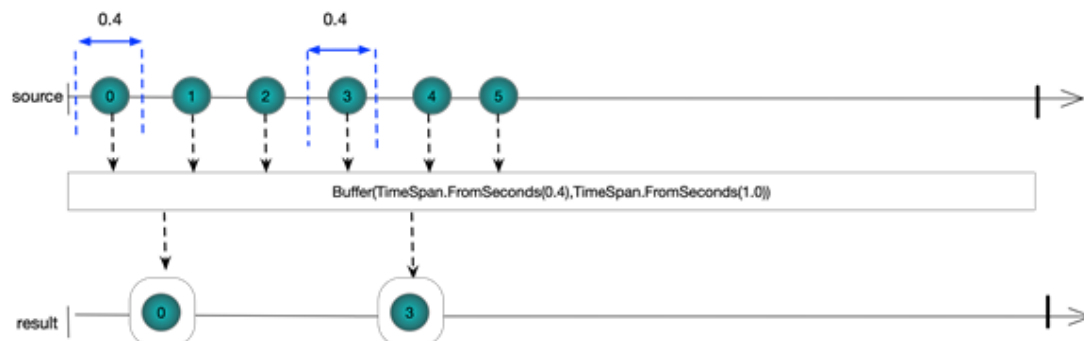 0.4 0.4
source 0 1 2 3 4 5
Buffer(TimeSpan.FromSeconds(0.4),TimeSpan.FromSeconds(1.0))
result 0 3